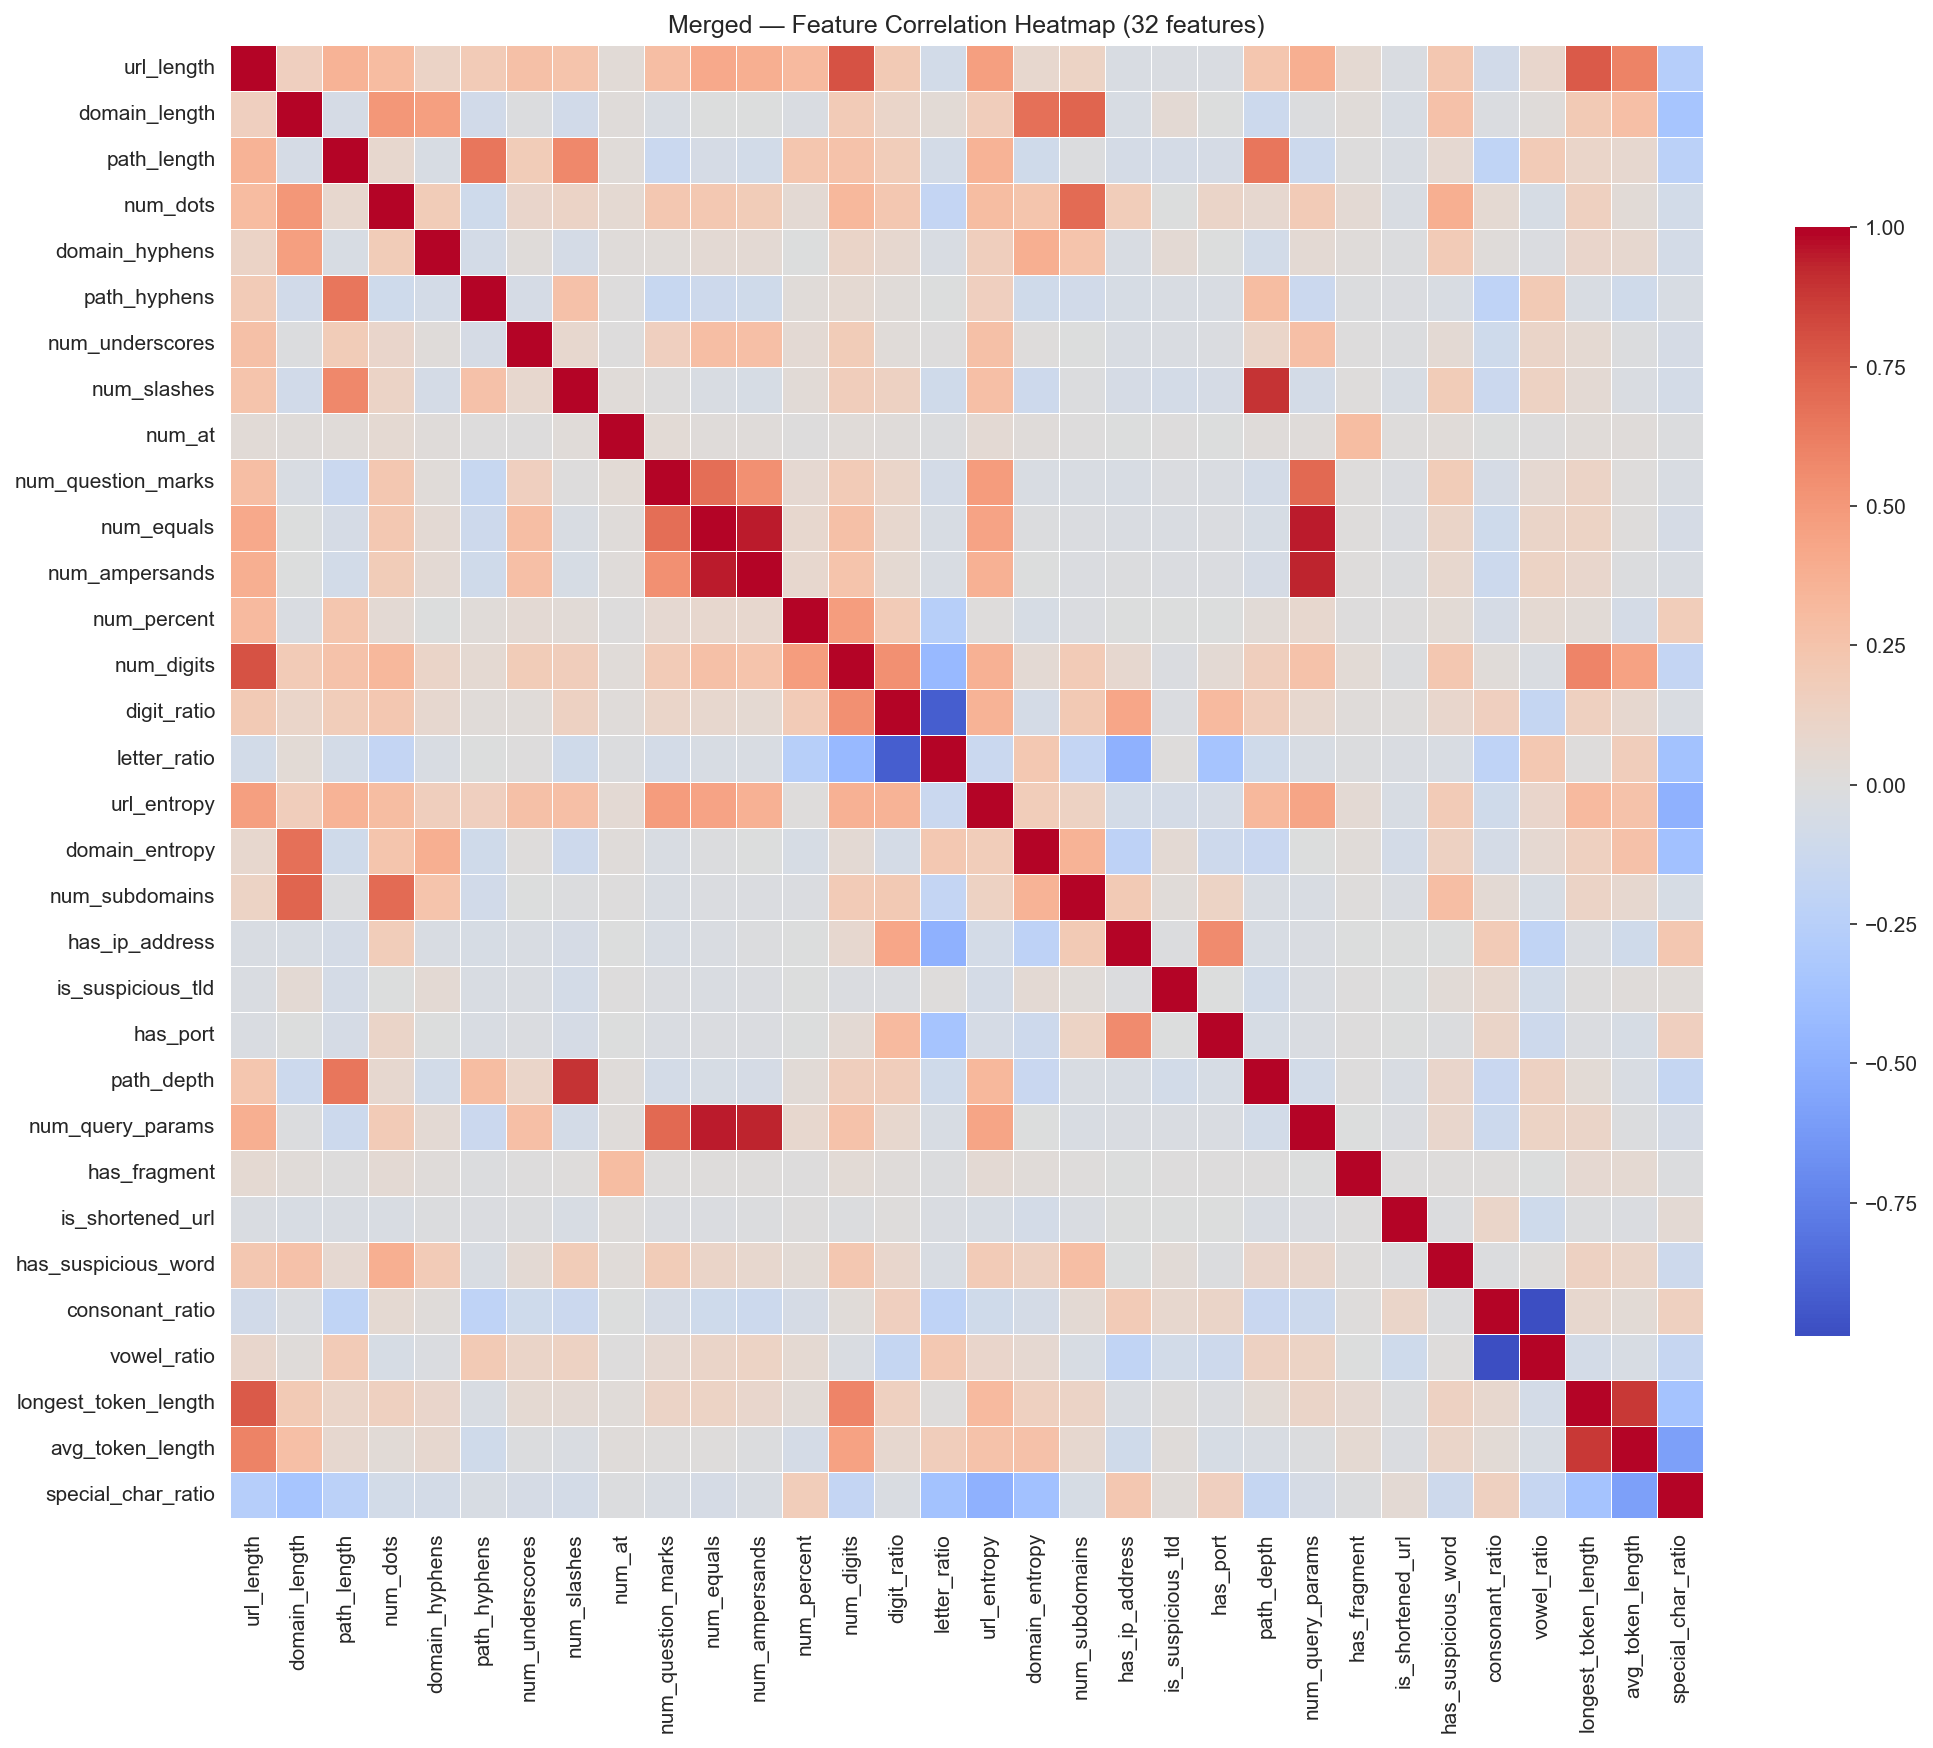 Merged — Feature Correlation Heatmap (32 features)
url_length
domain_length
path_length
num_dots
domain_hyphens
path_hyphens
num_underscores
num_slashes
num_at
num_question_marks
num_equals
num_ampersands
num_percent
num_digits
digit_ratio
letter_ratio
url_entropy
domain_entropy
num_subdomains
has_ip_address
is_suspicious_tld
has_port
path_depth
num_query_params
has_fragment
is_shortened_url
has_suspicious_word
consonant_ratio
vowel_ratio
longest_token_length
avg_token_length
special_char_ratio
url_length
domain_length
path_length
num_dots
domain_hyphens
path_hyphens
num_underscores
num_slashes
num_at
num_question_marks
num_equals
num_ampersands
num_percent
num_digits
digit_ratio
letter_ratio
url_entropy
domain_entropy
num_subdomains
has_ip_address
is_suspicious_tld
has_port
path_depth
num_query_params
has_fragment
is_shortened_url
has_suspicious_word
consonant_ratio
vowel_ratio
longest_token_length
avg_token_length
special_char_ratio
1.00
0.75
0.50
0.25
0.00
−0.25
−0.50
−0.75